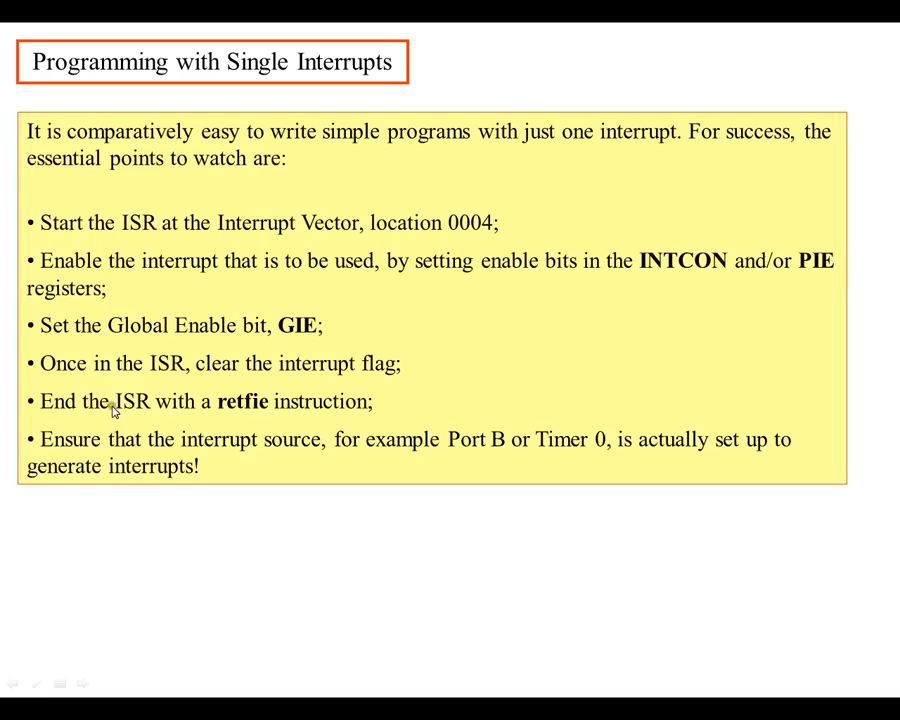 Programming with Single Interrupts
It is comparatively easy to write simple programs with just one interrupt. For success, the
essential points to watch are:
• Start the ISR at the Interrupt Vector, location 0004;
• Enable the interrupt that is to be used, by setting enable bits in the INTCON and/or PIE
registers;
• Set the Global Enable bit, GIE;
• Once in the ISR, clear the interrupt flag;
• End the ISR with a retfie instruction;
• Ensure that the interrupt source, for example Port B or Timer 0, is actually set up to
generate interrupts!